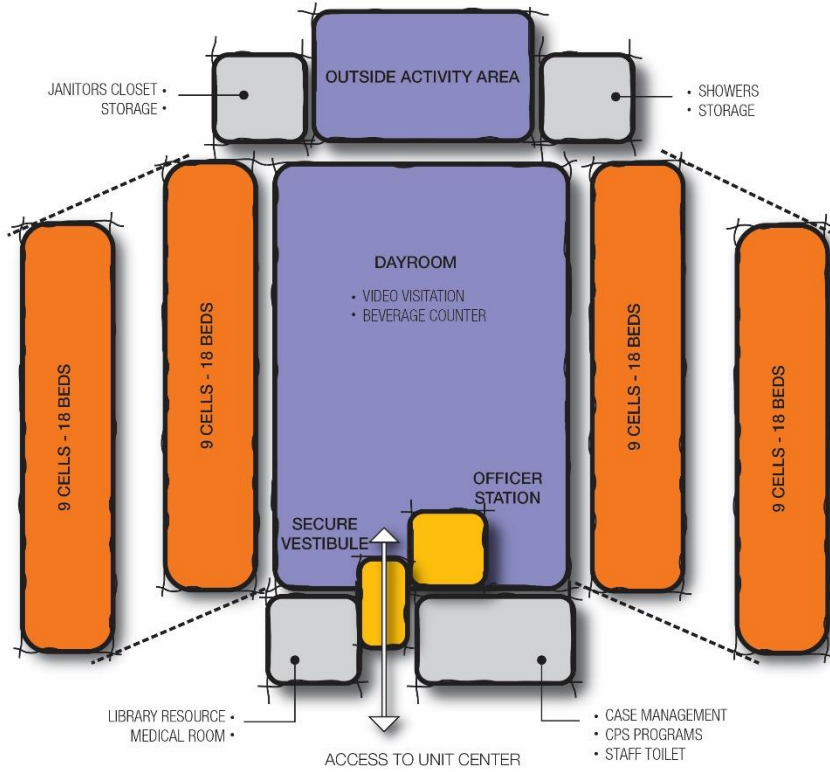 OUTSIDE ACTIVITY AREA
JANITORS CLOSET •
STORAGE •
• SHOWERS
• STORAGE
DAYROOM
• VIDEO VISITATION
• BEVERAGE COUNTER
9 CELLS - 18 BEDS
9 CELLS - 18 BEDS
9 CELLS - 18 BEDS
9 CELLS - 18 BEDS
OFFICER
STATION
SECURE
VESTIBULE
LIBRARY RESOURCE •
MEDICAL ROOM •
• CASE MANAGEMENT
• CPS PROGRAMS
• STAFF TOILET
ACCESS TO UNIT CENTER